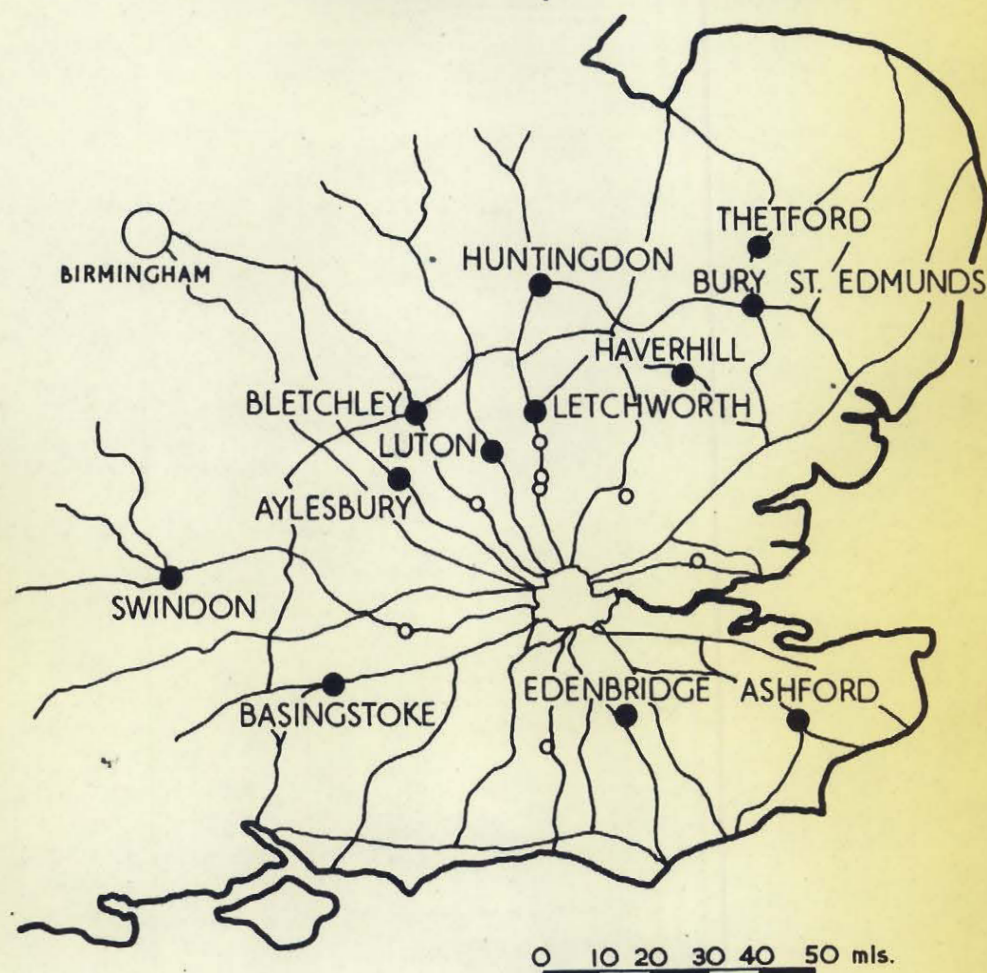 THETFORD
HUNTINGDON
BIRMINGHAM
BURY ST. EDMUNDS
HAVERHILL
BLETCHLEY
LETCHWORTH
LUTON
AYLESBURY
SWINDON
EDENBRIDGE
ASHFORD
BASINGSTOKE
0 10 20 30 40 50 mls.